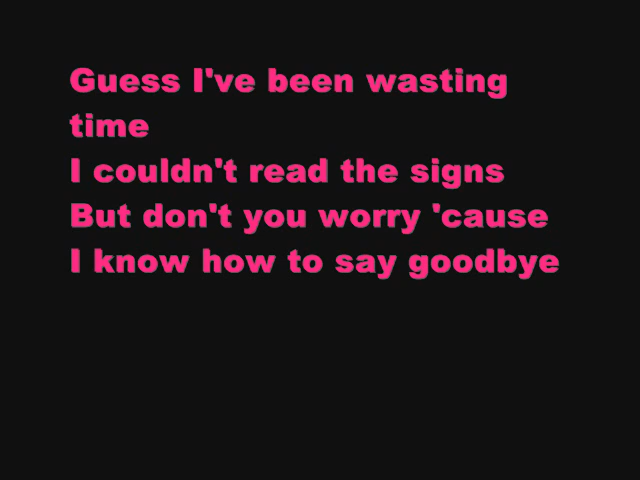 Guess I've been wasting
time
I couldn't read the signs
But don't you worry 'cause
I know how to say goodbye